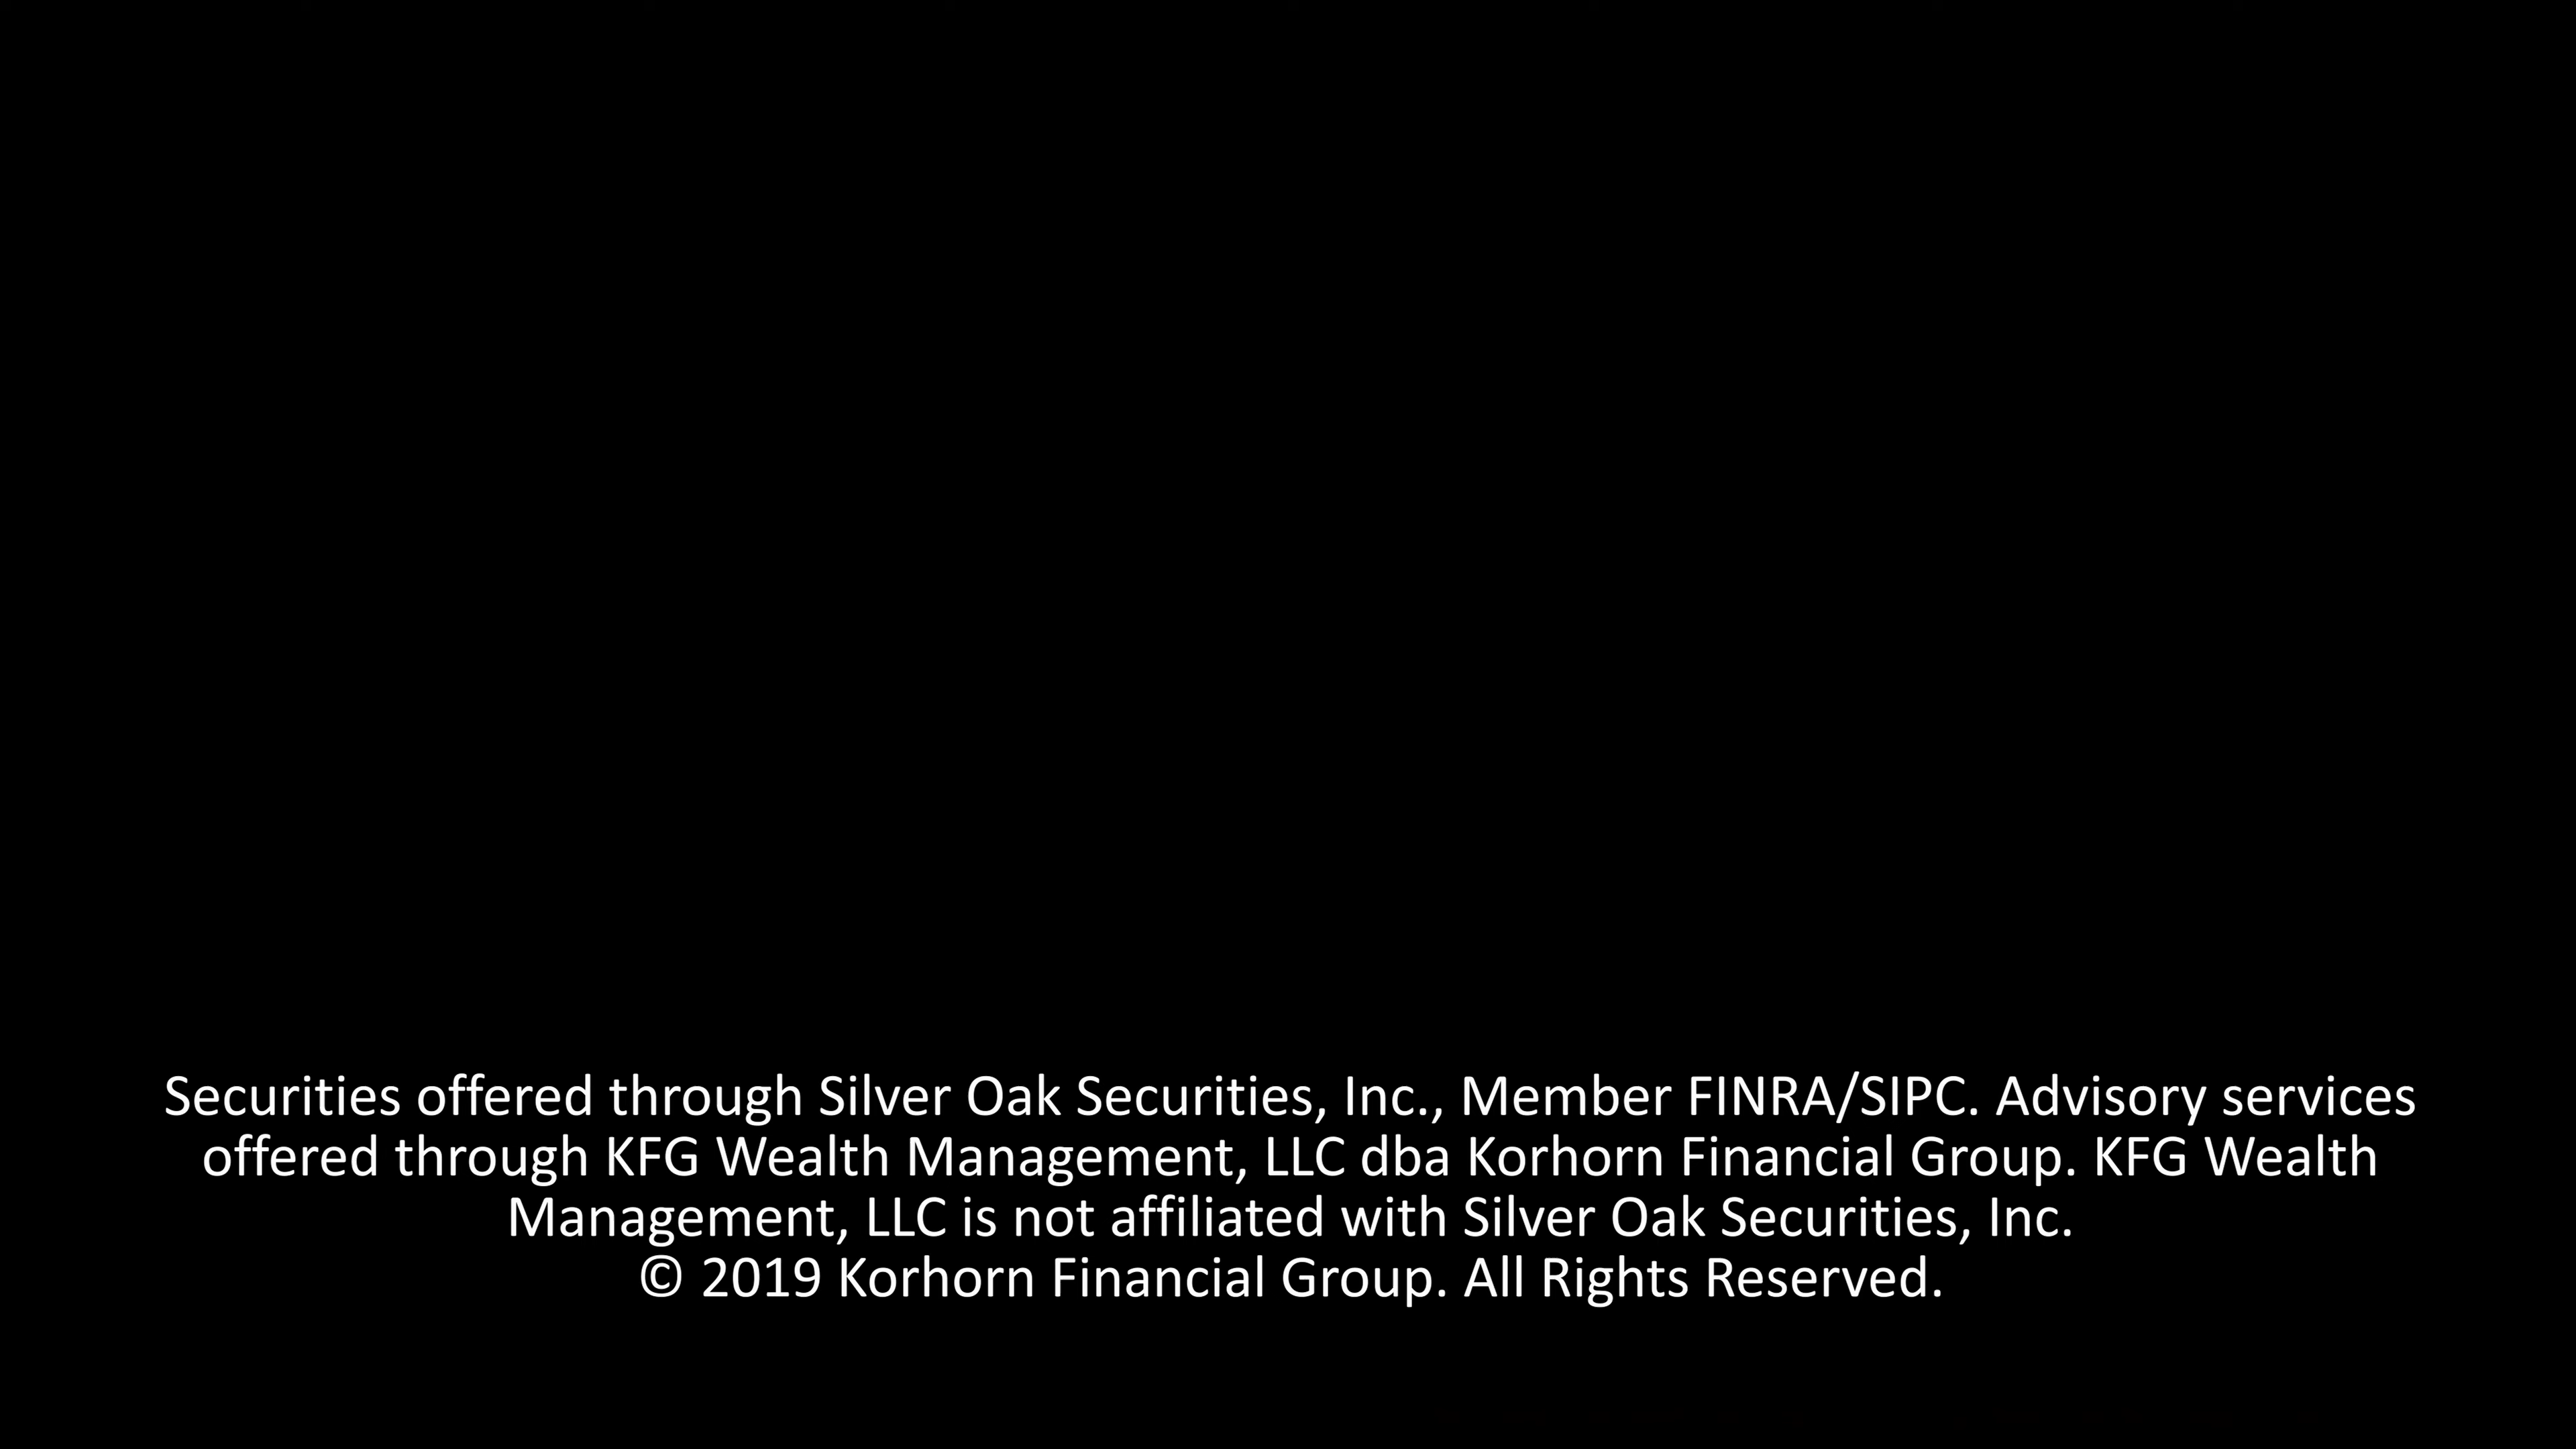 Securities offered through Silver Oak Securities, Inc., Member FINRA/SIPC. Advisory services
offered through KFG Wealth Management, LLC dba Korhorn Financial Group. KFG Wealth
Management, LLC is not affiliated with Silver Oak Securities, Inc.
© 2019 Korhorn Financial Group. All Rights Reserved.